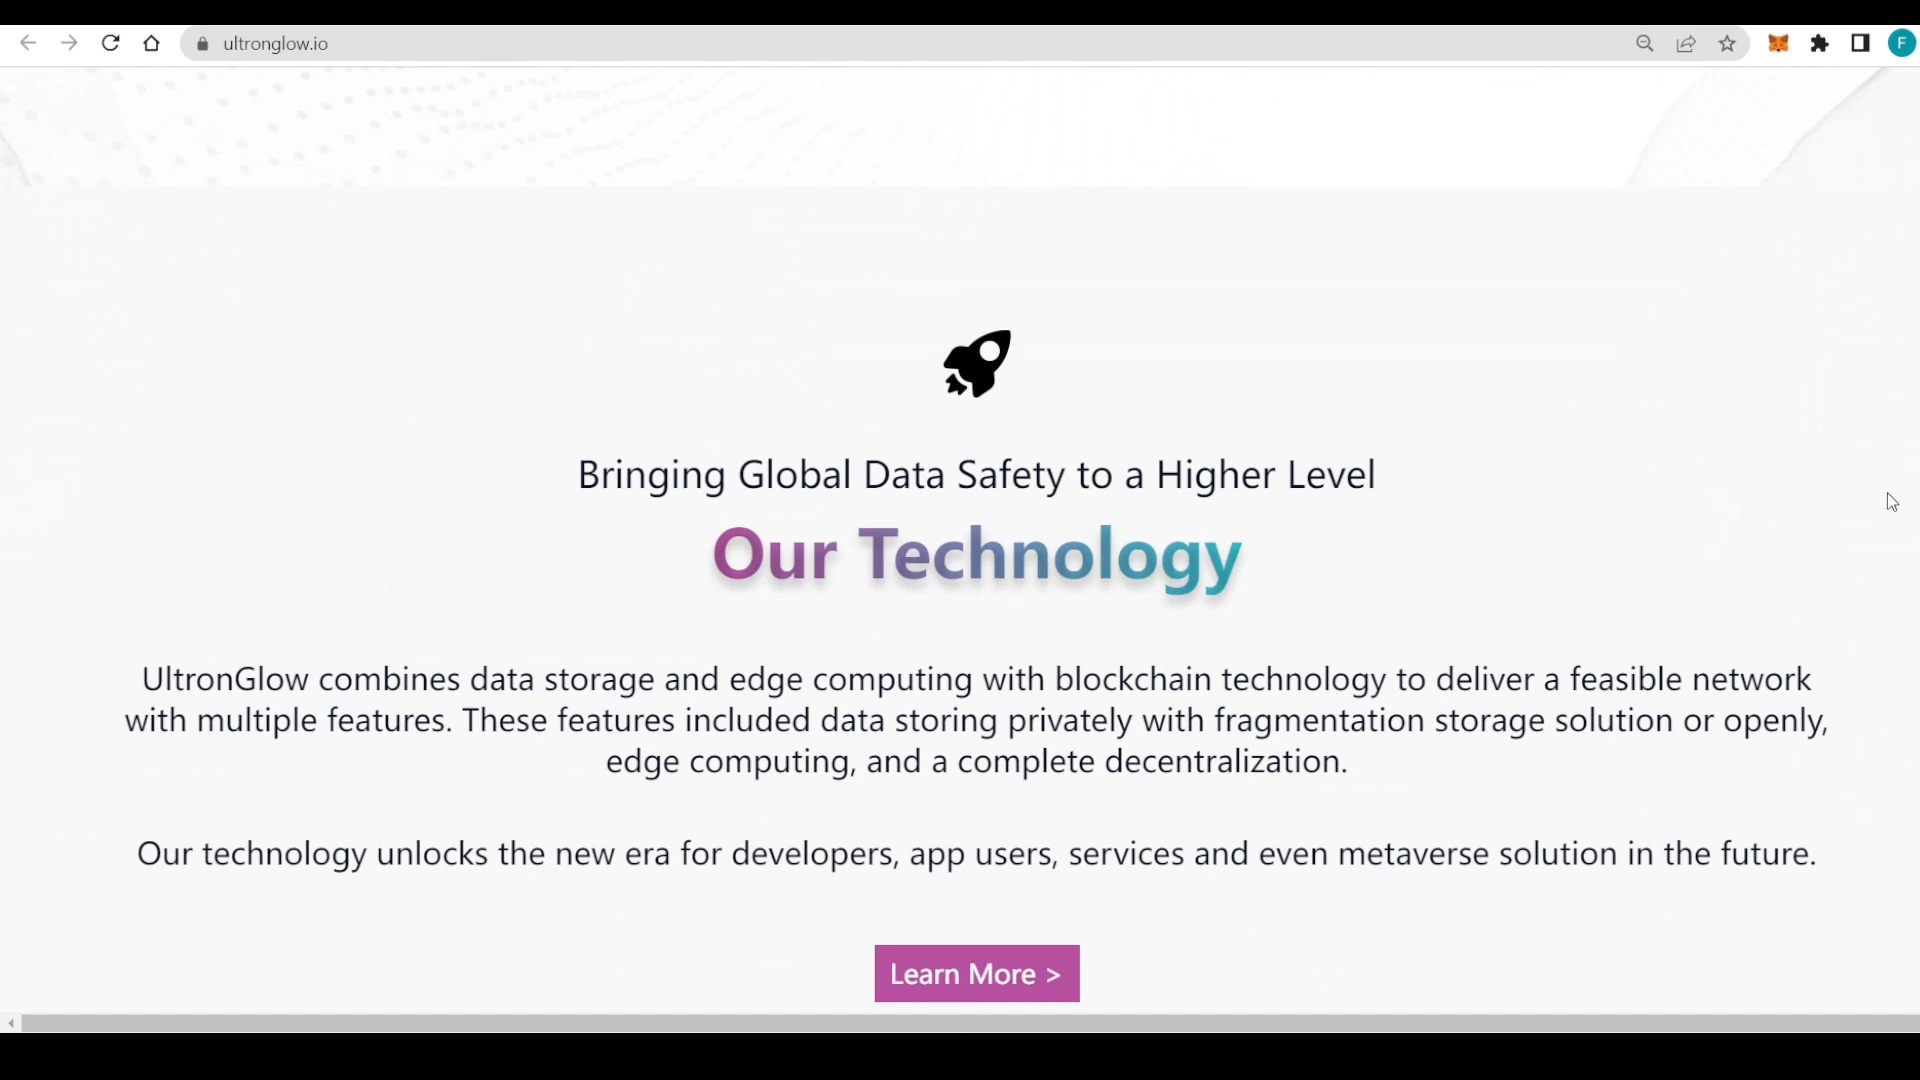 ultronglow.io
F
Bringing Global Data Safety to a Higher Level
Our Technology
UltronGlow combines data storage and edge computing with blockchain technology to deliver a feasible network
with multiple features. These features included data storing privately with fragmentation storage solution or openly,
edge computing, and a complete decentralization.
Our technology unlocks the new era for developers, app users, services and even metaverse solution in the future.
Learn More >